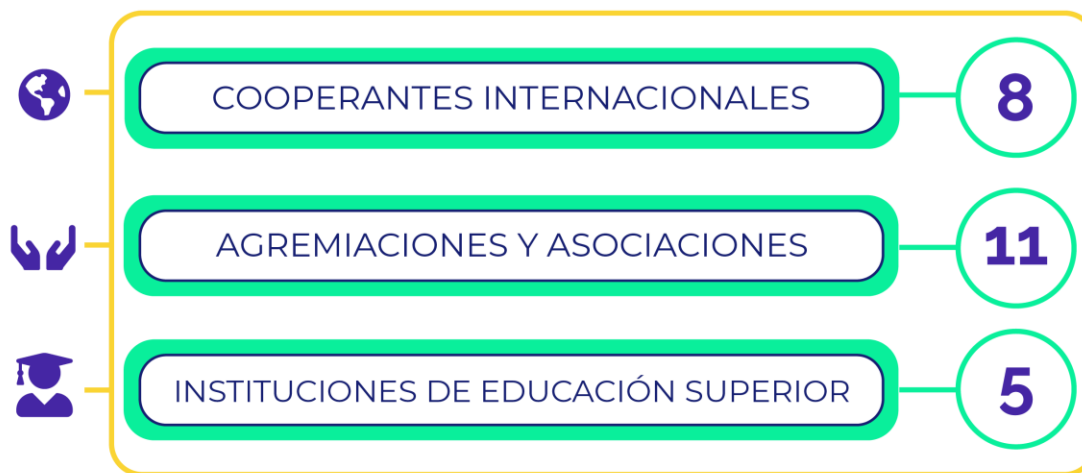 COOPERANTES INTERNACIONALES
8
AGREMIACIONES Y ASOCIACIONES
11
INSTITUCIONES DE EDUCACIÓN SUPERIOR
5